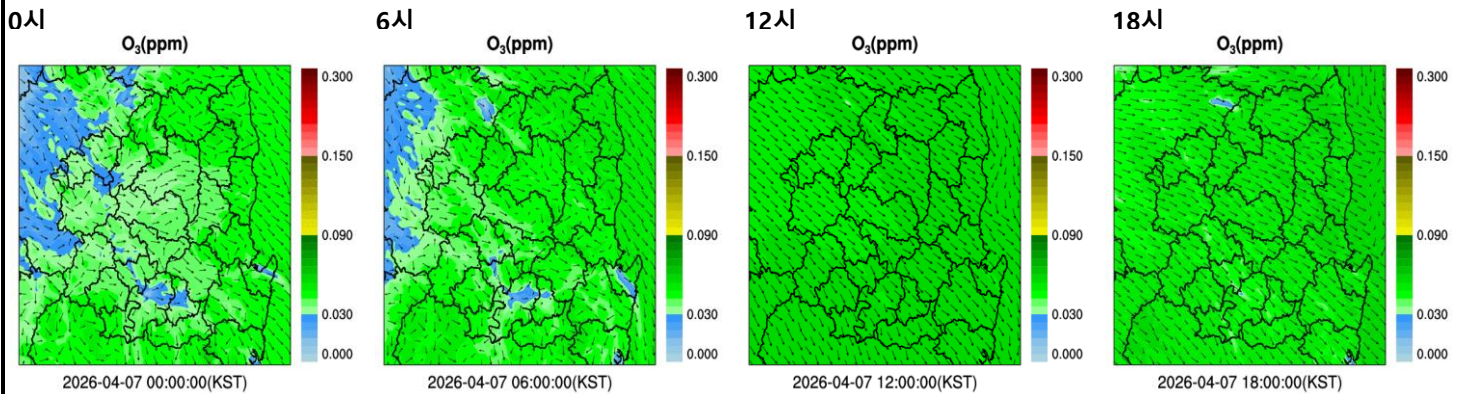 0시
6시
12시
18시
O₃(ppm)
O₃(ppm)
O₃(ppm)
O₃(ppm)
0.300
0.150
0.090
0.030
0.000
0.300
0.150
0.090
0.030
0.000
0.300
0.150
0.090
0.030
0.000
0.300
0.150
0.090
0.030
0.000
2026-04-07 00:00:00(KST)
2026-04-07 06:00:00(KST)
2026-04-07 12:00:00(KST)
2026-04-07 18:00:00(KST)